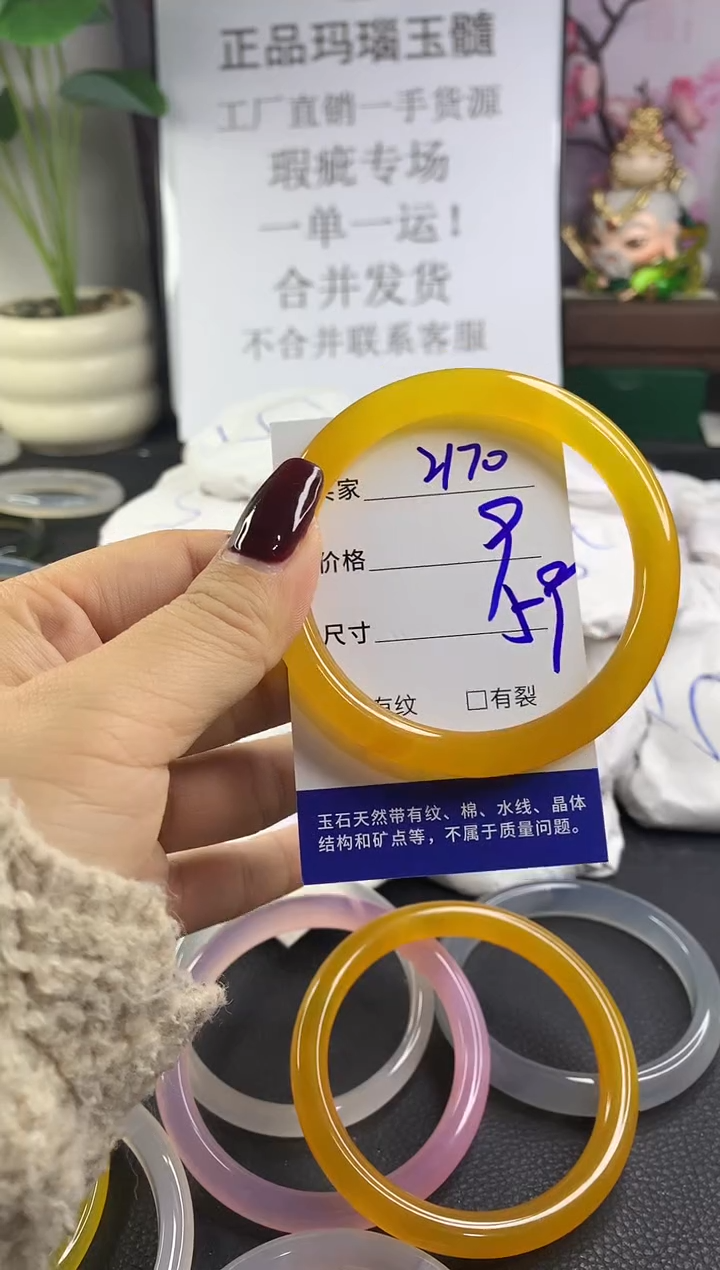 正品玛瑙玉髓
工厂直销一手货源
瑕疵专场
一单一运！
合并发货
不合并联系客服
家
价格
尺寸 59
有纹 □有裂
玉石天然带有纹、棉、水线、晶体
结构和矿点等，不属于质量问题。